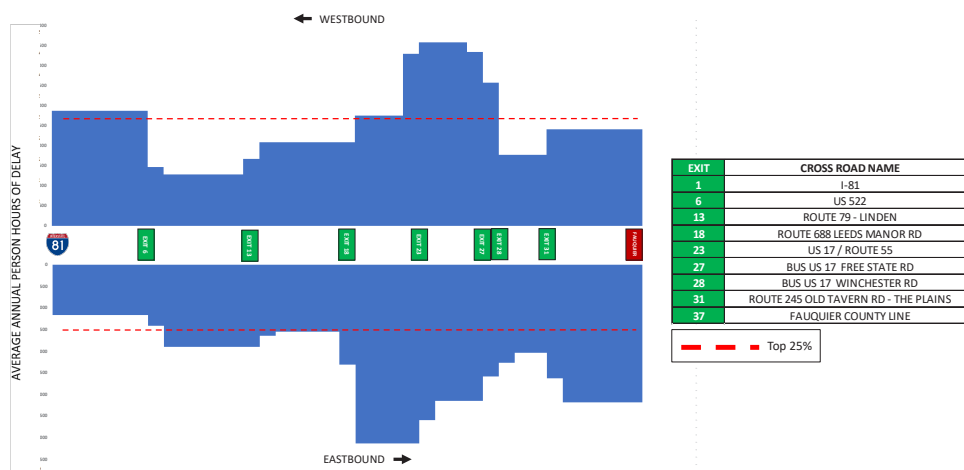 WESTBOUND
AVERAGE ANNUAL PERSON HOURS OF DELAY
81
EXIT 6
EXIT 13
EXIT 18
EXIT 23
EXIT 27
EXIT 28
EXIT 31
FAUQUIER
EASTBOUND
EXIT CROSS ROAD NAME
1 I-81
6 US 522
13 ROUTE 79 - LINDEN
18 ROUTE 688 LEEDS MANOR RD
23 US 17 / ROUTE 55
27 BUS US 17 FREE STATE RD
28 BUS US 17 WINCHESTER RD
31 ROUTE 245 OLD TAVERN RD - THE PLAINS
37 FAUQUIER COUNTY LINE
Top 25%